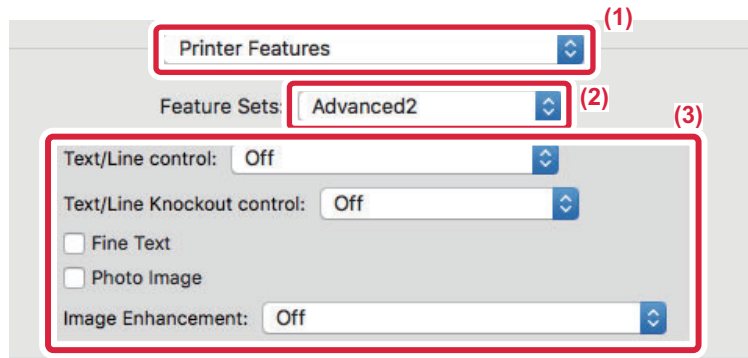 (1)
Printer Features
Feature Sets: Advanced2 (2)
(3)
Text/Line control: Off
Text/Line Knockout control: Off
Fine Text
Photo Image
Image Enhancement: Off